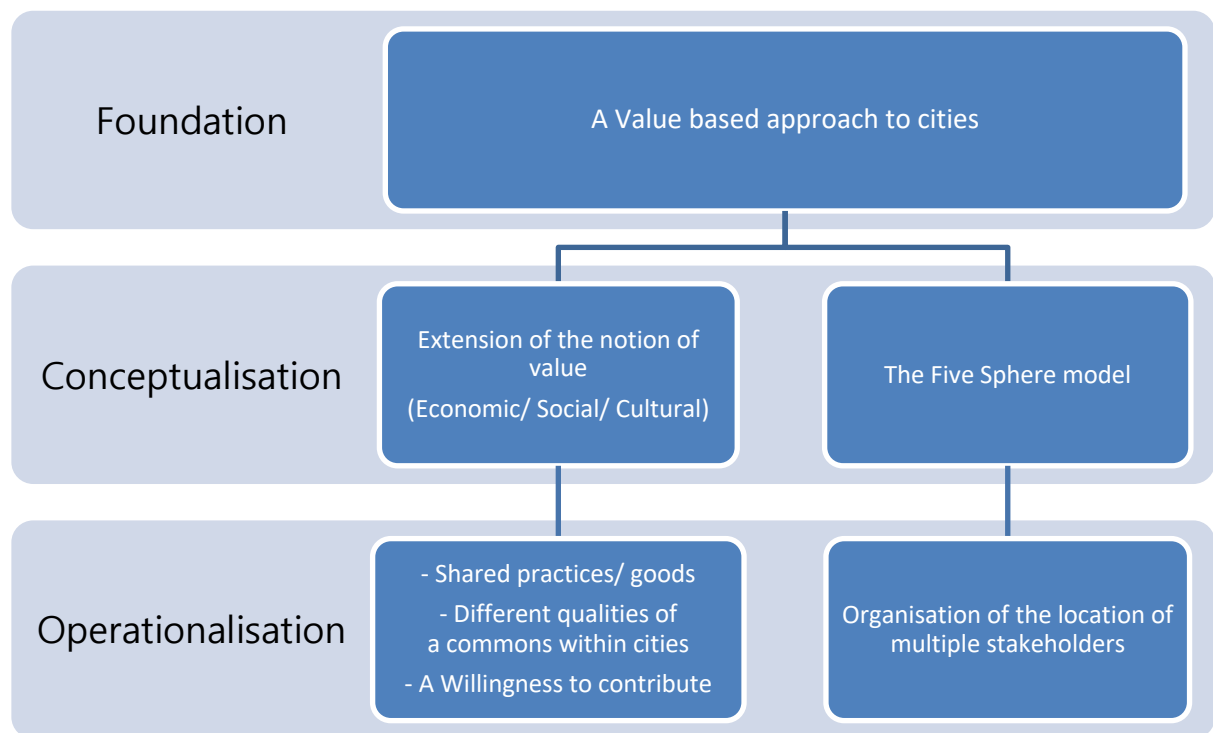 Foundation
A Value based approach to cities
Conceptualisation
Extension of the notion of
value
(Economic/ Social/ Cultural)
The Five Sphere model
Operationalisation
- Shared practices/ goods
- Different qualities of
a commons within cities
- A Willingness to contribute
Organisation of the location of
multiple stakeholders